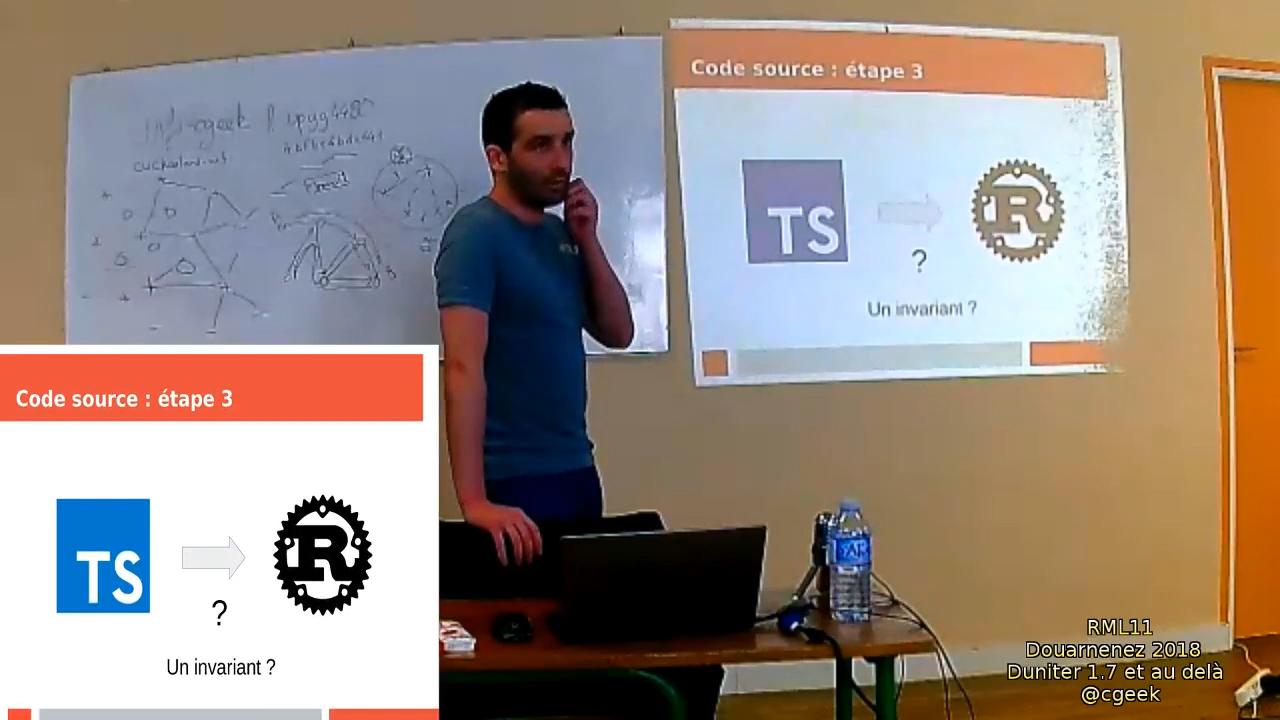 Code source : étape 3
TS
R
?
Un invariant ?
Code source : étape 3
TS
R
?
Un invariant ?
RML11
Douarnenez 2018
Duniter 1.7 et au delà
@cgeek